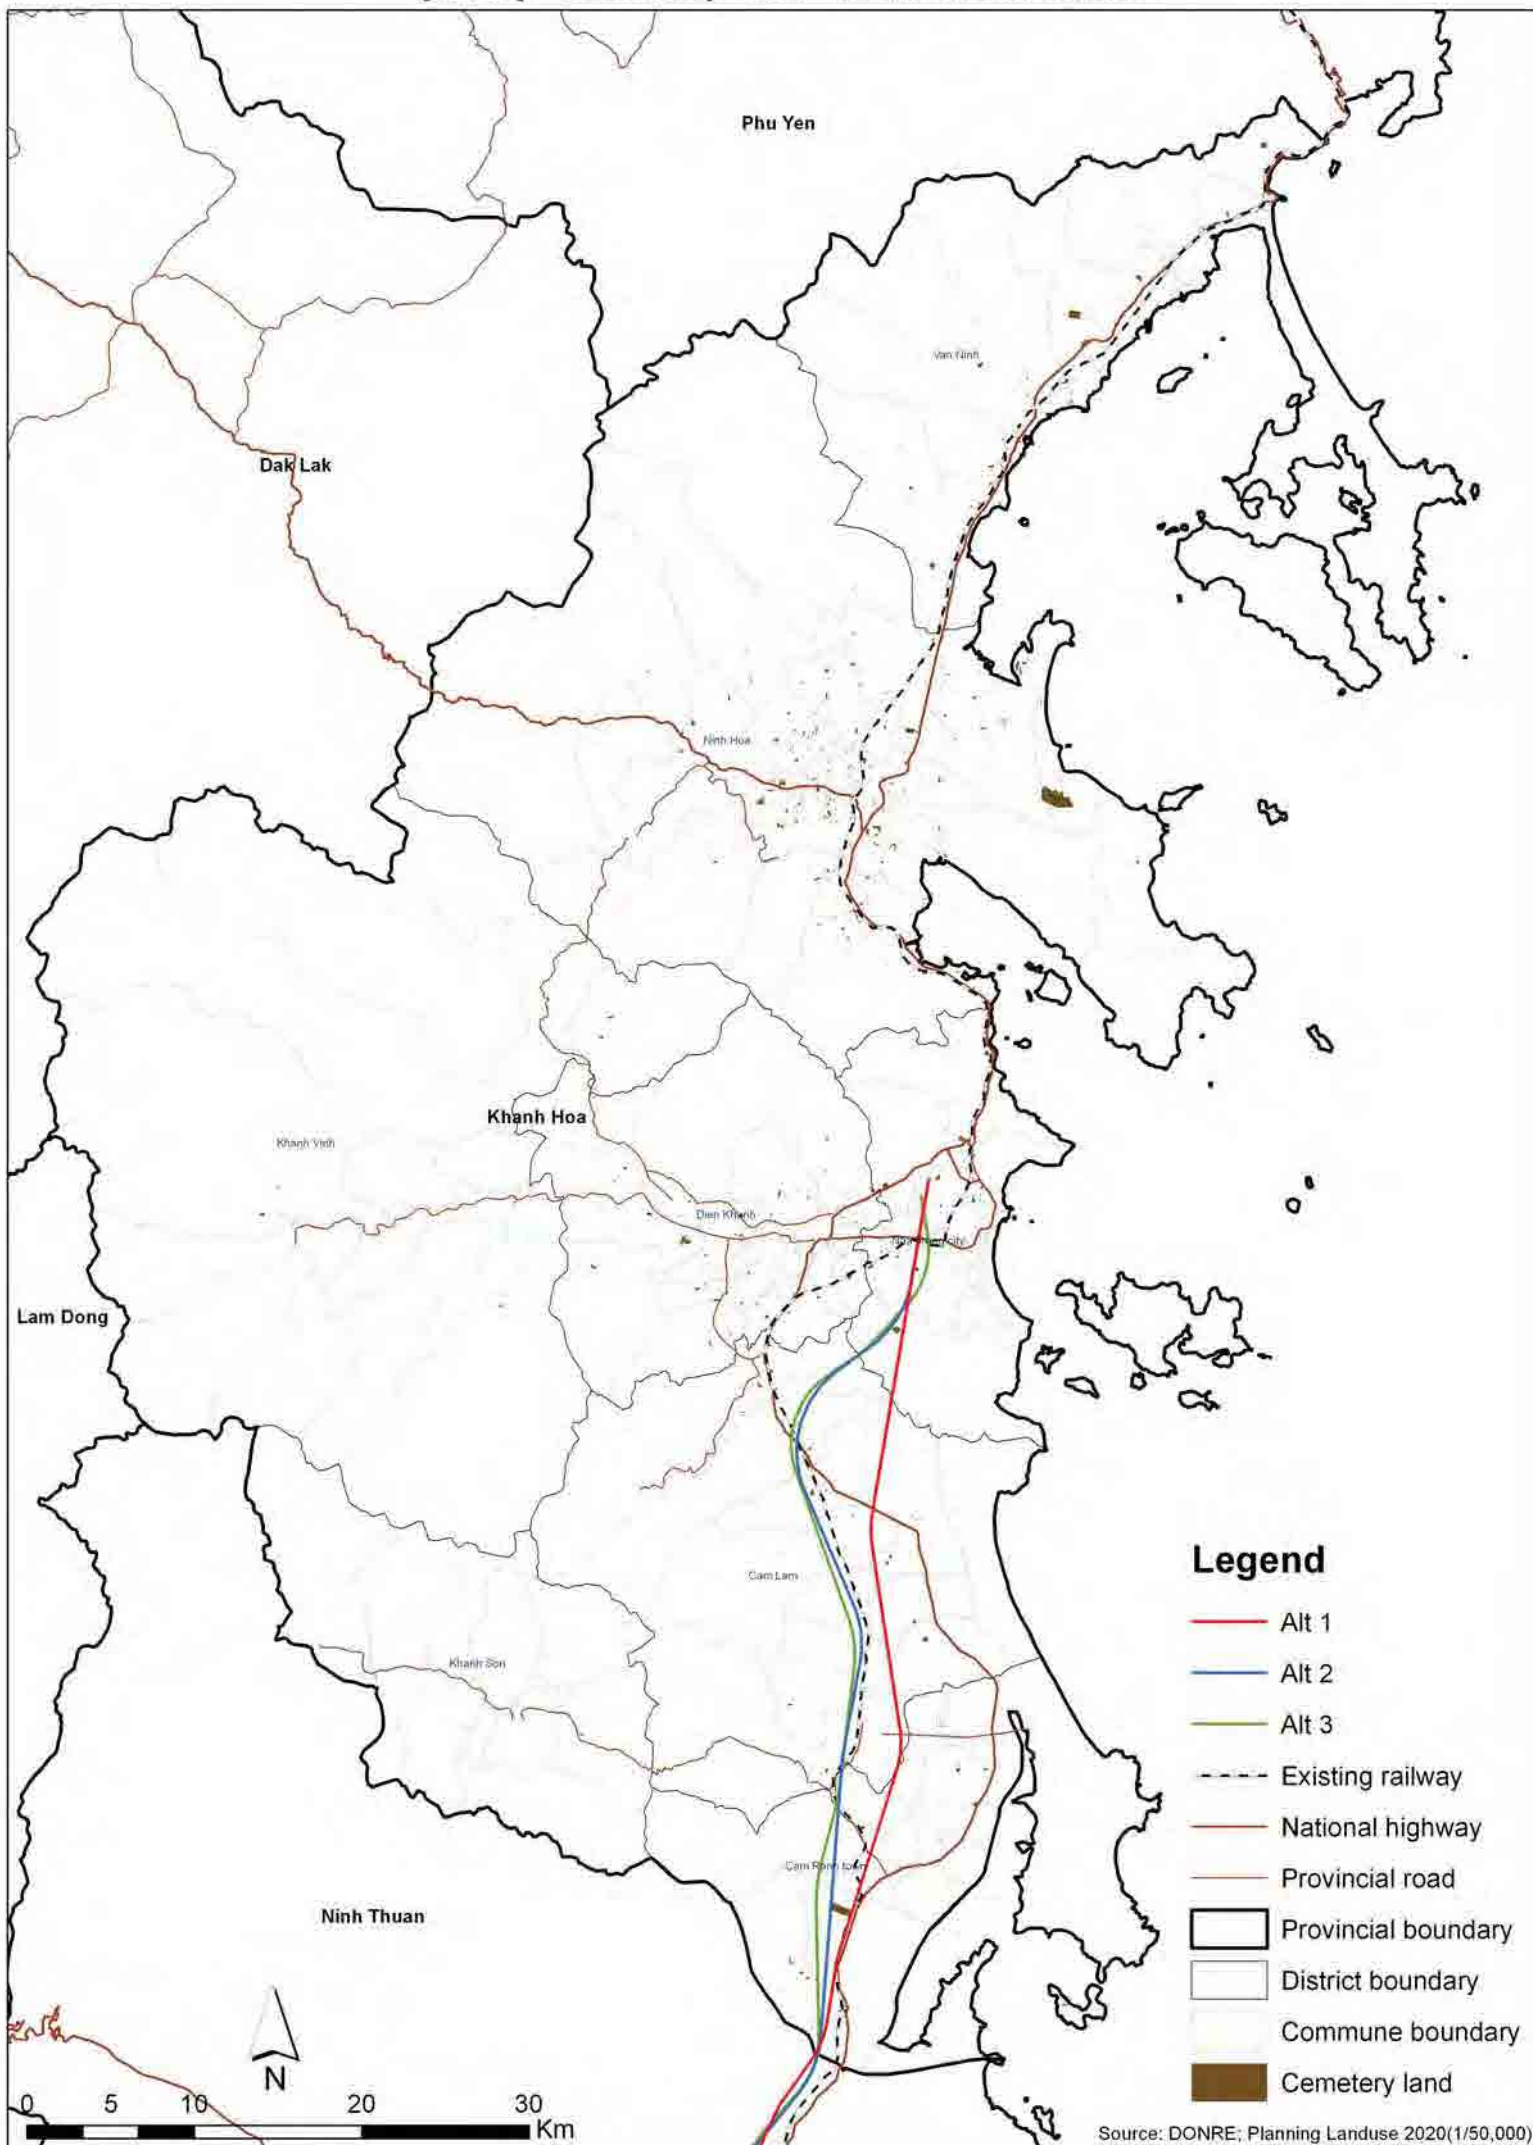 Phu Yen
Van Ninh
Dak Lak
Ninh Hoa
Khanh Hoa
Khanh Vinh
Dien Khanh
Lam Dong
Legend
Alt 1
Cam Lam
Alt 2
Khanh Son
Alt 3
Existing railway
National highway
Cam Ranh town
Provincial road
Ninh Thuan
Provincial boundary
District boundary
Commune boundary
N
Cemetery land
0 5 10 20 30
Km
Source: DONRE; Planning Landuse 2020(1/50,000)